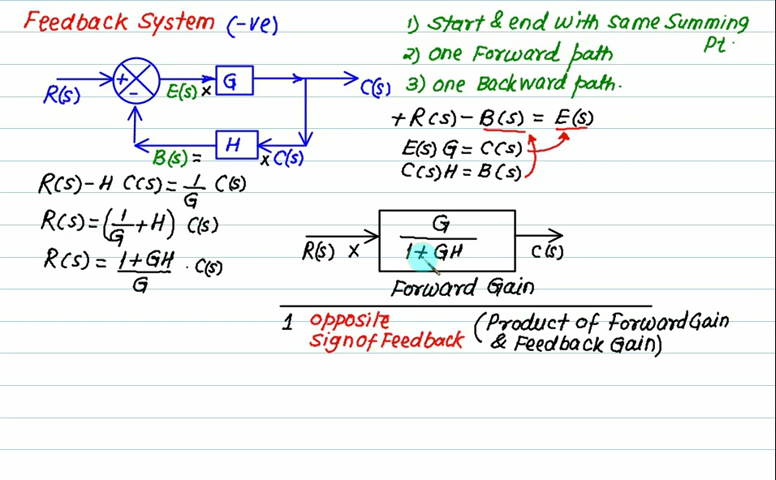 Feedback System (-ve)
R(s)
+
-
E(s) ×
G
C(s)
B(s) =
H
× C(s)
R(s) - H C(s) = 1/G C(s)
R(s) = (1/G + H) C(s)
R(s) = 1+GH/G · C(s)
1) Start & end with same Summing Pt.
2) one Forward path
3) one Backward path.
+R(s) - B(s) = E(s)
E(s) G = C(s)
C(s) H = B(s)
R(s) ×
G
1+GH
C(s)
Forward Gain
1 opposite sign of Feedback (Product of Forward Gain & Feedback Gain)